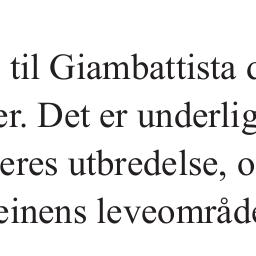 til Giambattista d
er. Det er underlig
eres utbredelse, o
einens leveområde